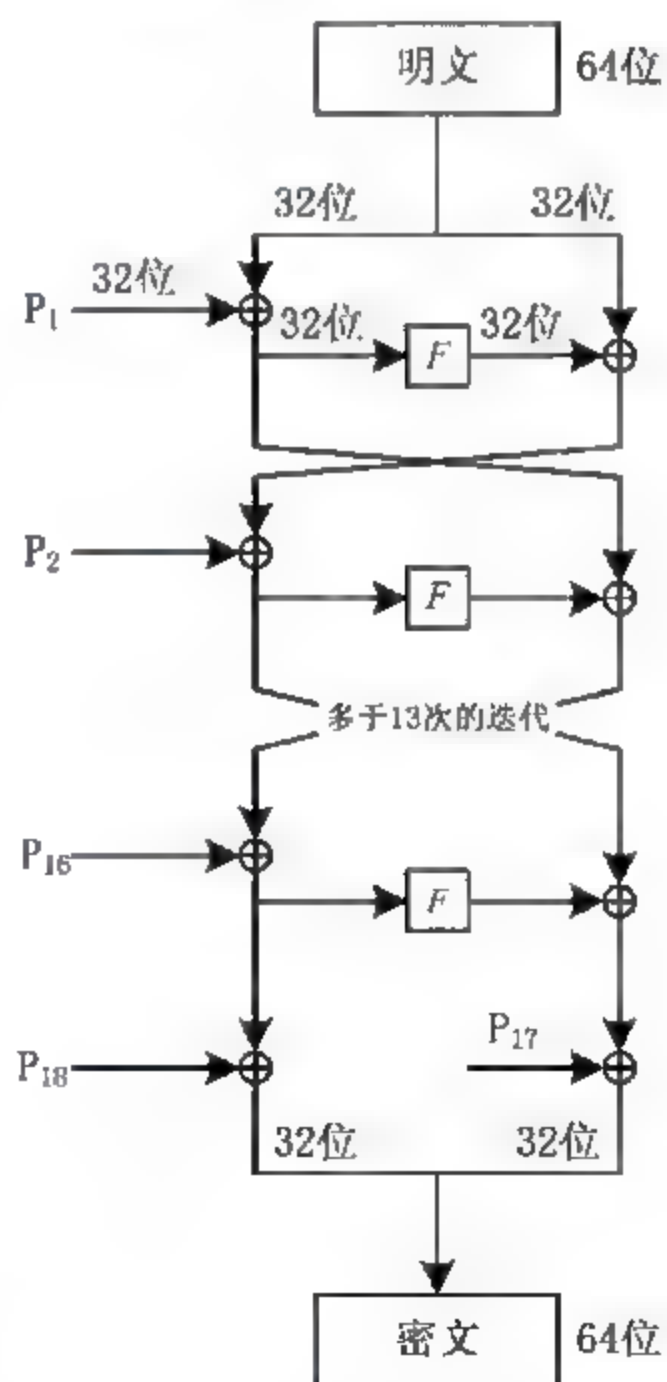 明文 64位
32位 32位
32位
P₁ 32位 F 32位
P₂ F
多于13次的迭代
P₁₆ F
P₁₇
P₁₈
32位 32位
密文 64位